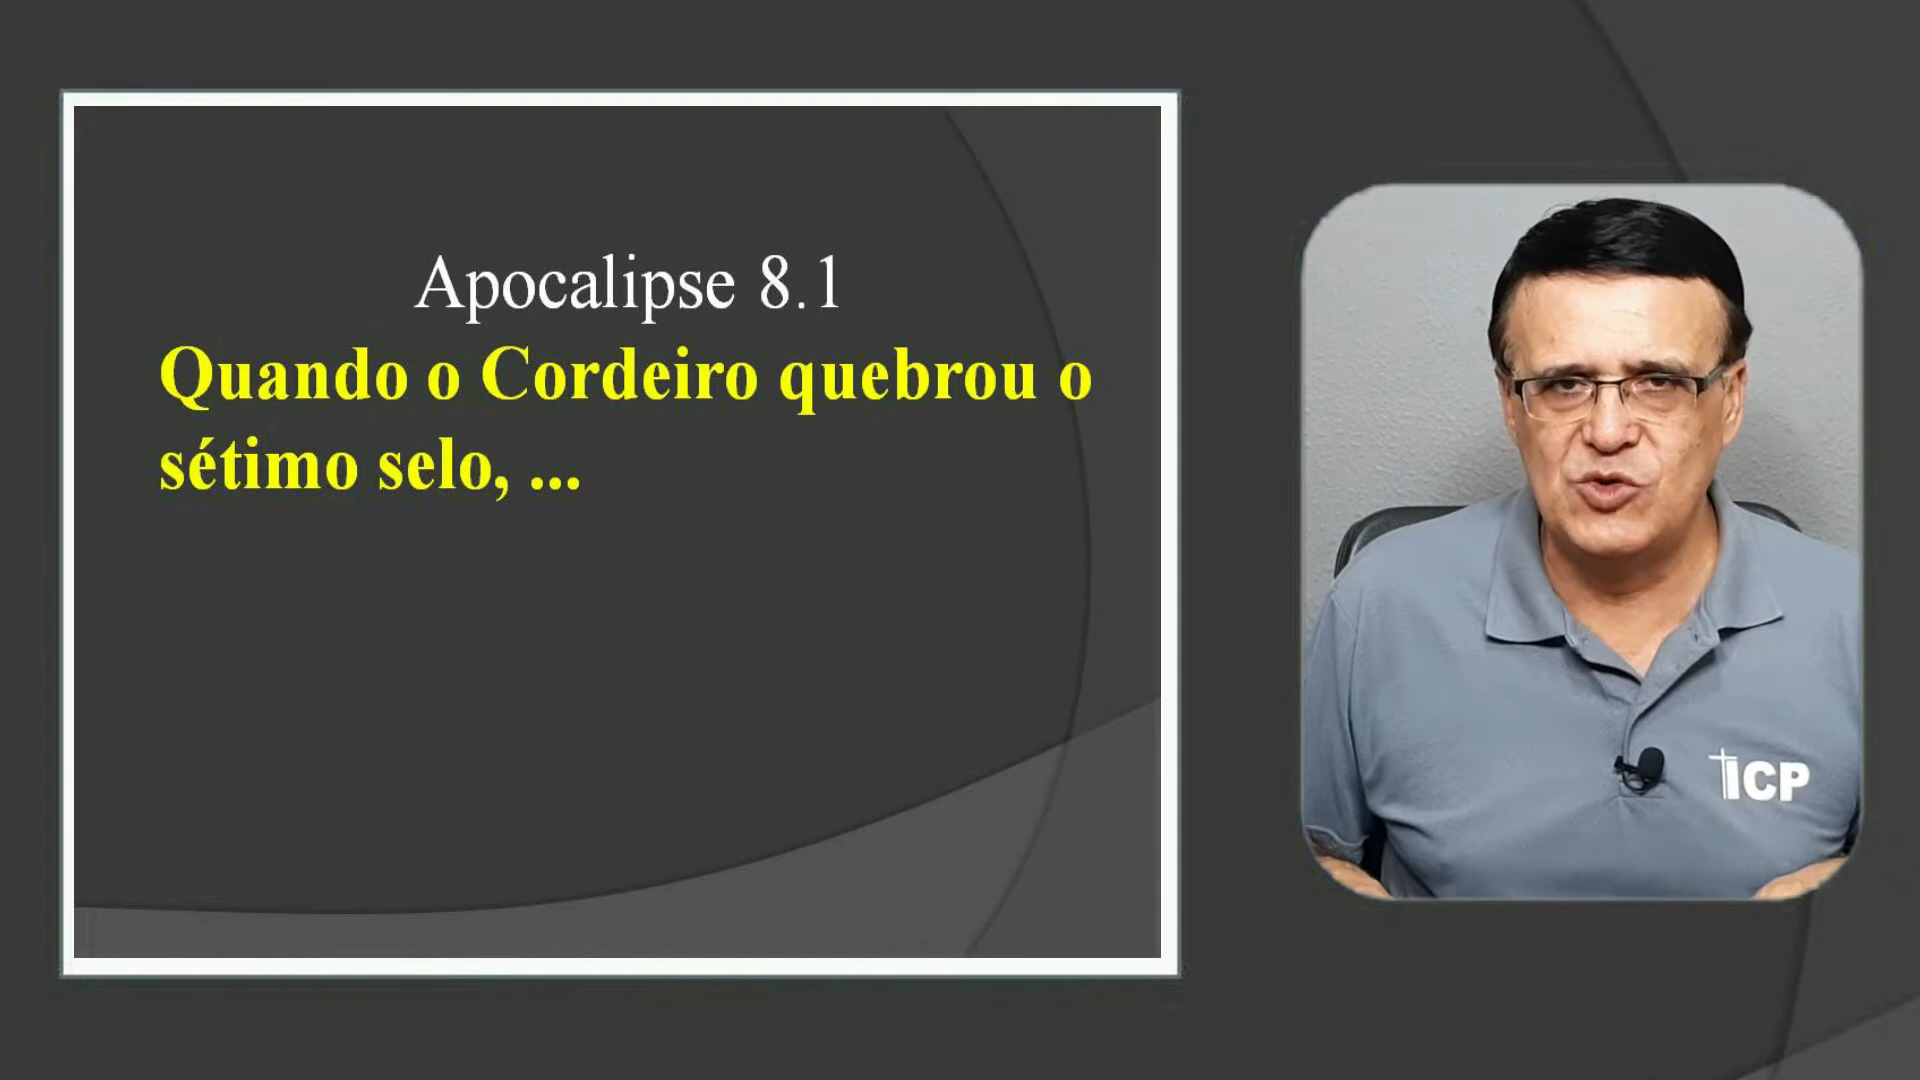 Apocalipse 8.1
Quando o Cordeiro quebrou o
sétimo selo, ...
ICP